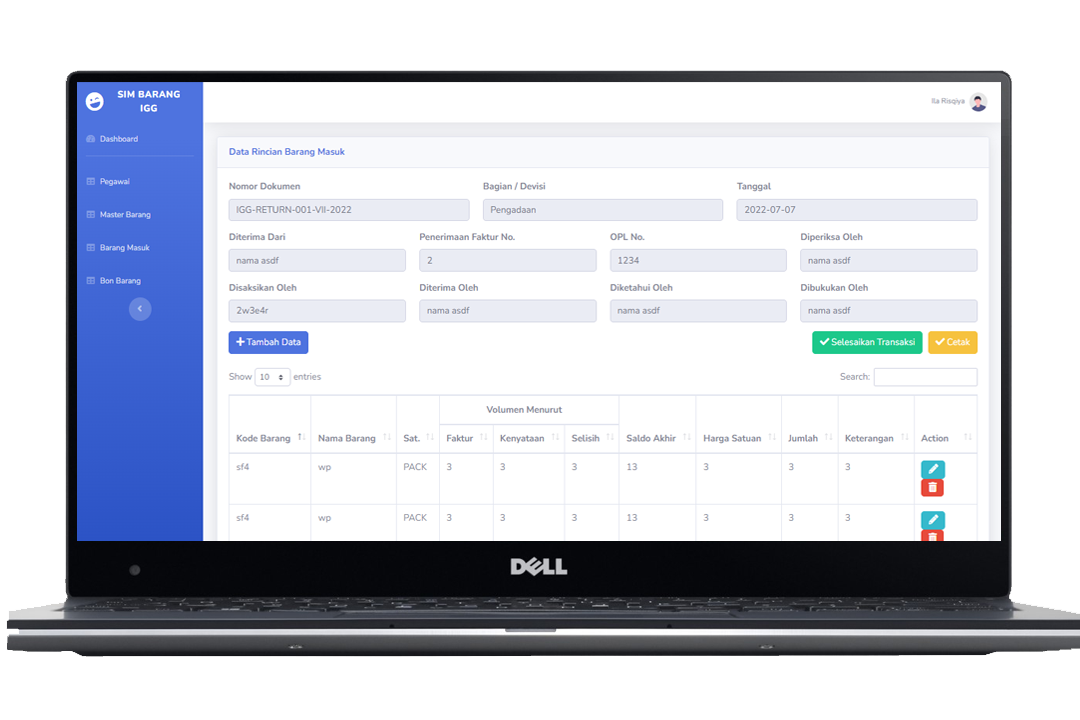 SIM BARANG
IGG
Ila Risqiya
Dashboard
Pegawai
Master Barang
Barang Masuk
Bon Barang
Data Rincian Barang Masuk
Nomor Dokumen Bagian / Devisi Tanggal
IGG-RETURN-001-VII-2022 Pengadaan 2022-07-07
Diterima Dari Penerimaan Faktur No. OPL No. Diperiksa Oleh
nama asdf 2 1234 nama asdf
Disaksikan Oleh Diterima Oleh Diketahui Oleh Dibukukan Oleh
2w3e4r nama asdf nama asdf nama asdf
Tambah Data Selesaikan Transaksi Cetak
Show 10 entries Search:
Volumen Menurut
Kode Barang Nama Barang Sat. Faktur Kenyataan Selisih Saldo Akhir Harga Satuan Jumlah Keterangan Action
sf4 wp PACK 3 3 3 13 3 3 3
sf4 wp PACK 3 3 3 13 3 3 3
DELL